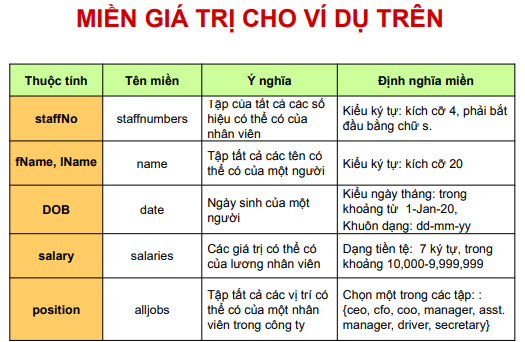 MIỀN GIÁ TRỊ CHO VÍ DỤ TRÊN
Thuộc tính Tên miền Ý nghĩa Định nghĩa miền
staffNo staffnumbers
Tập của tất cả các số
hiệu có thể có của
nhân viên
Kiểu ký tự: kích cỡ 4, phải bắt
đầu bằng chữ s.
fName, lName name
Tập tất cả các tên có
thể có của một người
Kiểu ký tự: kích cỡ 20
DOB date
Ngày sinh của một
người
Kiểu ngày tháng: trong
khoảng từ 1-Jan-20,
Khuôn dạng: dd-mm-yy
salary salaries
Các giá trị có thể có
của lương nhân viên
Dạng tiền tệ: 7 ký tự, trong
khoảng 10,000-9,999,999
position alljobs
Tập tất cả các vị trí có
thể có của một nhân
viên trong công ty
Chọn một trong các tập: :
{ceo, cfo, coo, manager, asst.
manager, driver, secretary}